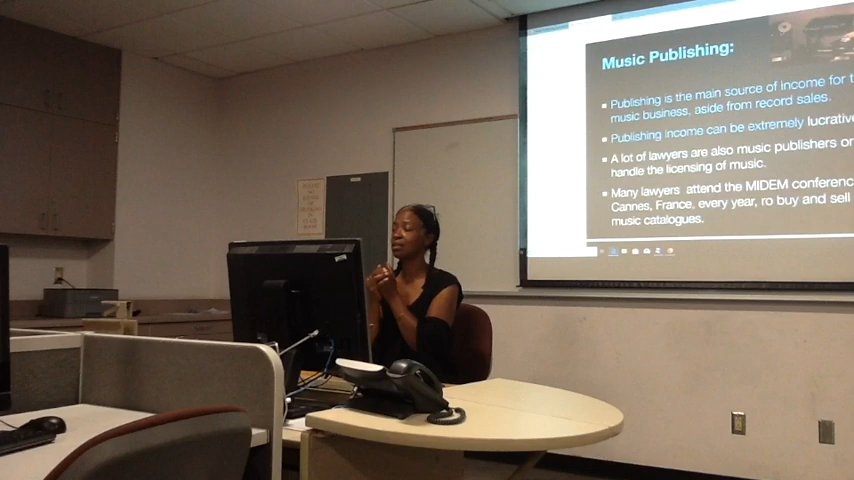 Music Publishing:
Publishing is the main source of income for
music business, aside from record sales.
Publishing income can be extremely lucrative
A lot of lawyers are also music publishers or
handle the licensing of music.
Many lawyers attend the MIDEM conferenc
Cannes, France, every year, ro buy and sell
music catalogues.